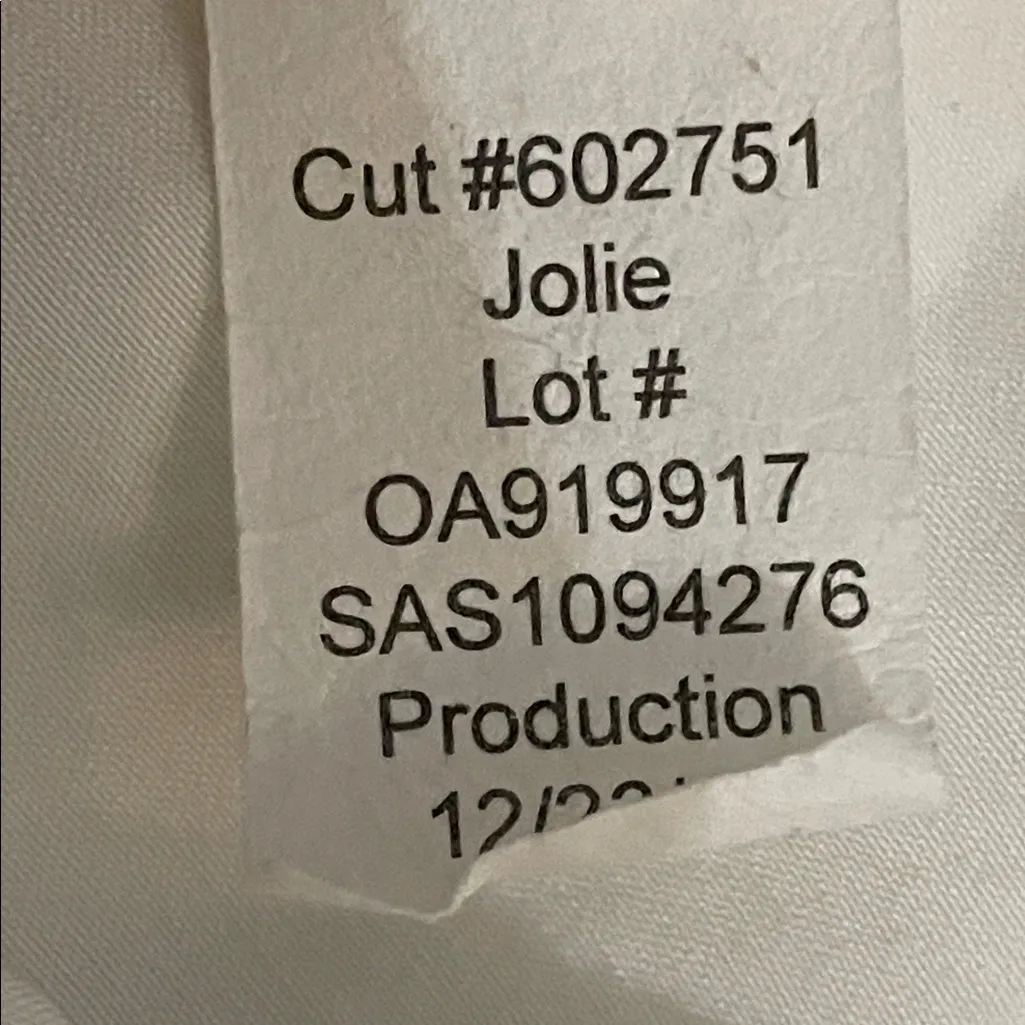 Cut #602751
Jolie
Lot #
OA919917
SAS1094276
Production